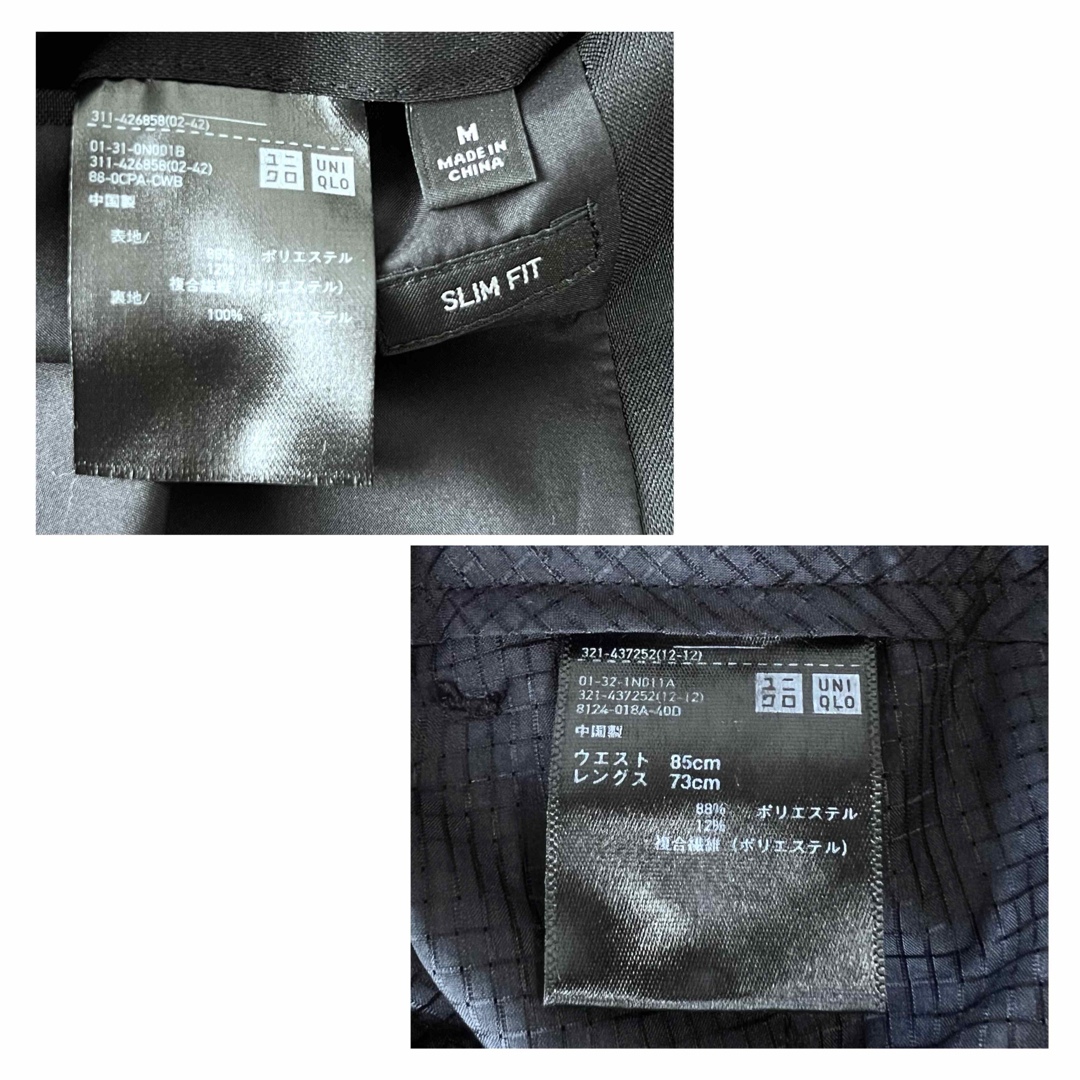 311-426858(02-42)
01-31-0N001B
311-426858(02-42)
88-0CPA-CWB
中国製
ユニ
クロ
UNI
QLO
表地/
88% ポリエステル
12%
複合繊維(ポリエステル)
裏地/
100% ポリエステル
M
MADE IN
CHINA
SLIM FIT
321-437252(12-12)
01-32-1N011A
321-437252(12-12)
8124-018A-40D
中国製
ユニ
クロ
UNI
QLO
ウエスト 85cm
レングス 73cm
88% ポリエステル
12%
複合繊維(ポリエステル)